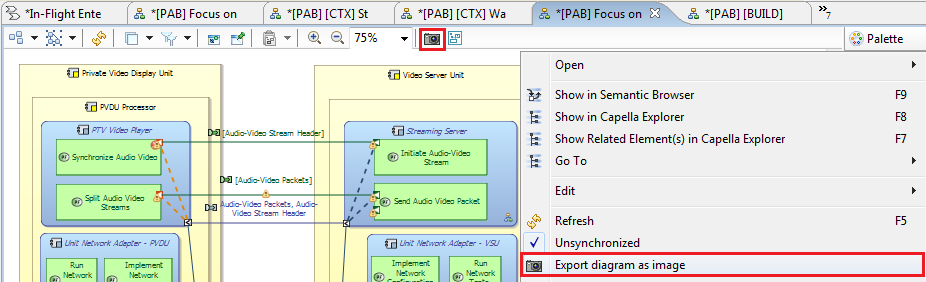 *In-Flight Ente
*[PAB] Focus on
*[PAB] [CTX] St
*[PAB] [CTX] Wa
*[PAB] Focus on
*[PAB] [BUILD]
»7
75%
Palette
Private Video Display Unit
PVDU Processor
PTV Video Player
Synchronize Audio Video
Split Audio Video
Streams
Unit Network Adapter - PVDU
Run
Network
Implement
Network
[Audio-Video Stream Header]
[Audio-Video Packets]
Audio-Video Packets, Audio-
Video Stream Header
Video Server Unit
Streaming Server
Initiate Audio-Video
Stream
Send Audio Video Packet
Unit Network Adapter - VSU
Implement
Network
Configuration
Run
Network
Tests
Open
Show in Semantic Browser F9
Show in Capella Explorer F8
Show Related Element(s) in Capella Explorer F7
Go To
Edit
Refresh F5
Unsynchronized
Export diagram as image